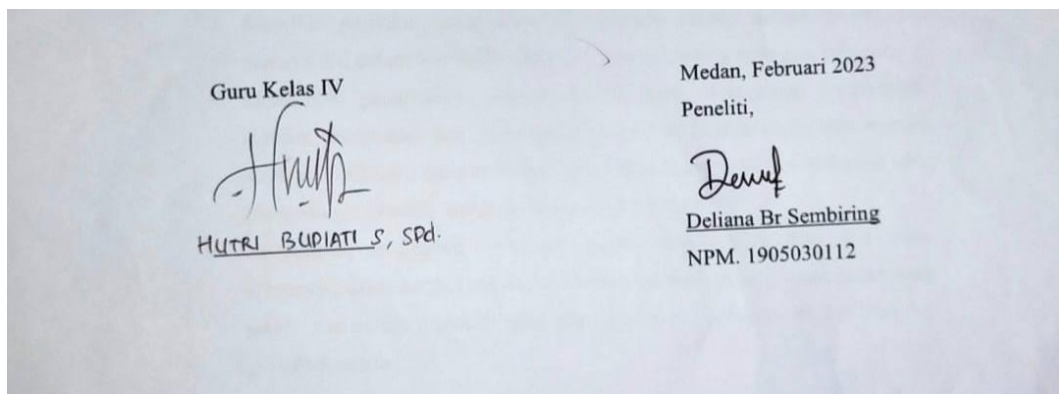 Guru Kelas IV
HUTRI BUDIATI S, SPd.
Medan, Februari 2023
Peneliti,
Deliana Br Sembiring
NPM. 1905030112